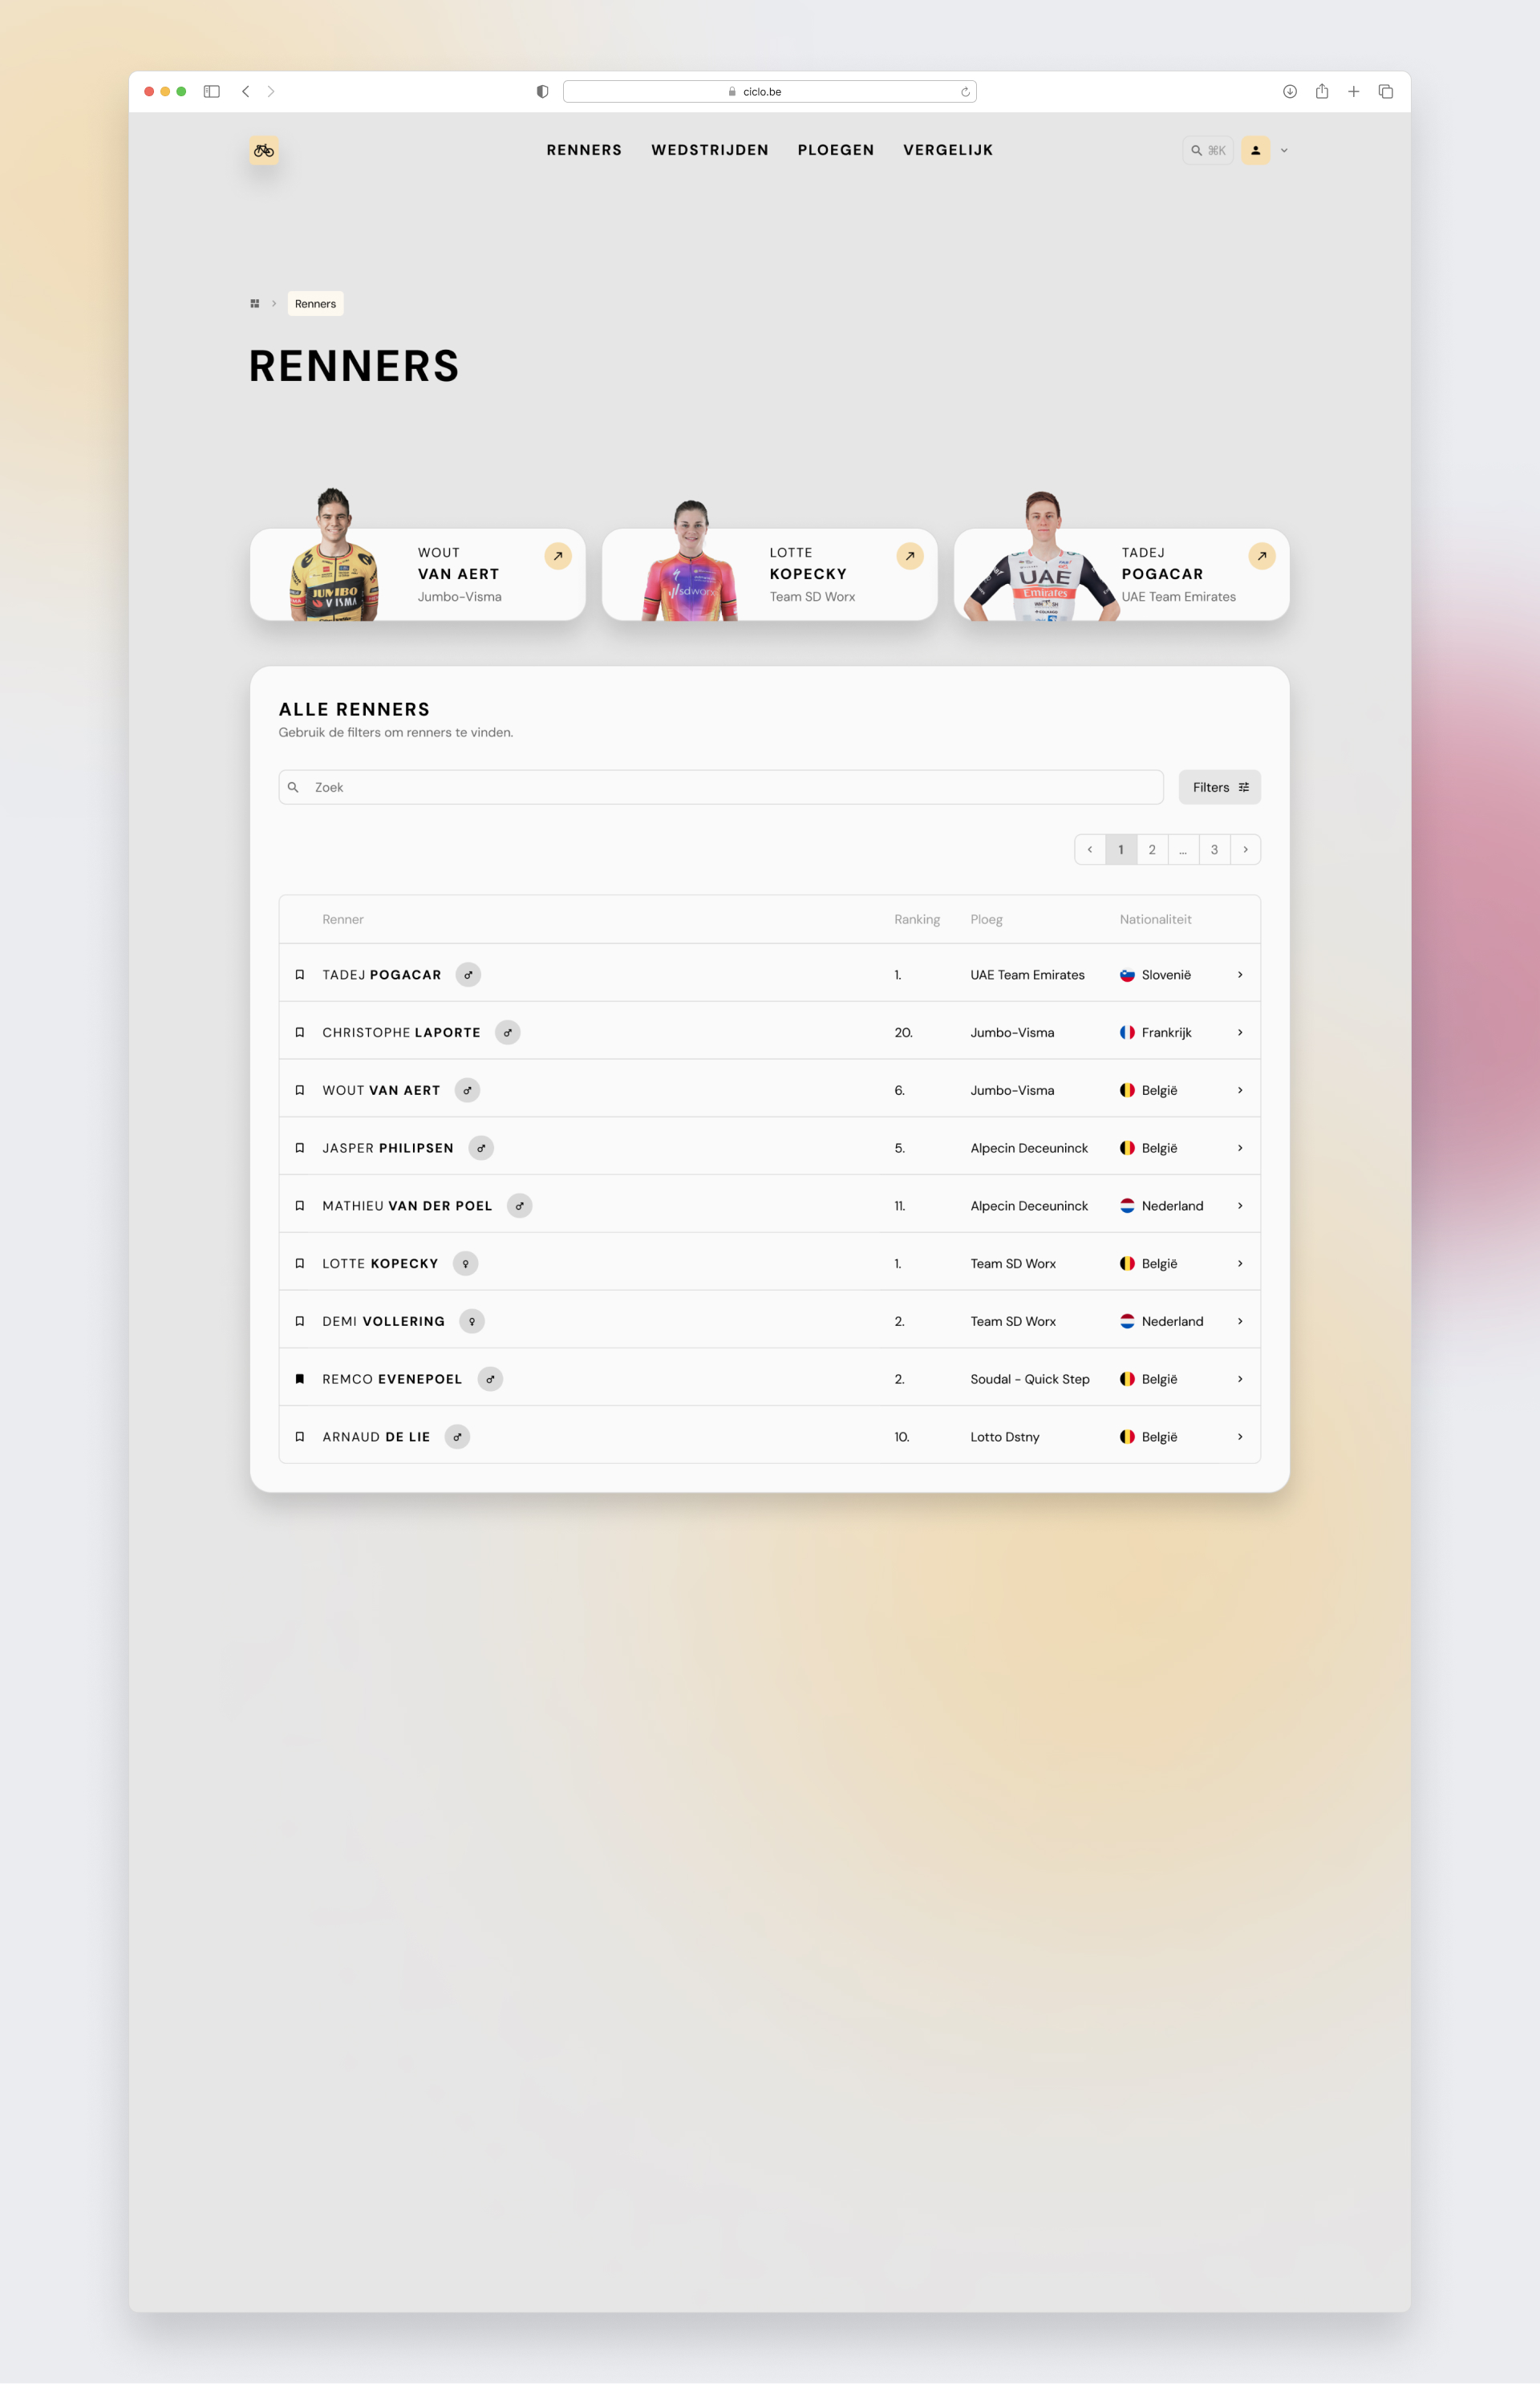 ciclo.be
RENNERS WEDSTRIJDEN PLOEGEN VERGELIJK ⌘K
Renners
RENNERS
WOUT
VAN AERT
Jumbo-Visma
JUMBO
VISMA
LOTTE
KOPECKY
Team SD Worx
sdworx
TADEJ
POGACAR
UAE Team Emirates
UAE
Emirates
ALLE RENNERS
Gebruik de filters om renners te vinden.
Zoek Filters
1 2 ... 3
Renner Ranking Ploeg Nationaliteit
TADEJ POGACAR 1. UAE Team Emirates Slovenië
CHRISTOPHE LAPORTE 20. Jumbo-Visma Frankrijk
WOUT VAN AERT 6. Jumbo-Visma België
JASPER PHILIPSEN 5. Alpecin Deceuninck België
MATHIEU VAN DER POEL 11. Alpecin Deceuninck Nederland
LOTTE KOPECKY 1. Team SD Worx België
DEMI VOLLERING 2. Team SD Worx Nederland
REMCO EVENEPOEL 2. Soudal - Quick Step België
ARNAUD DE LIE 10. Lotto Dstny België